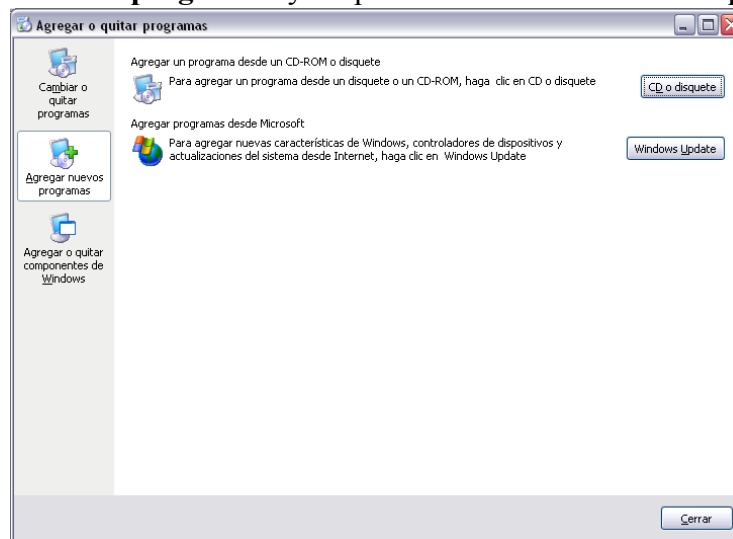 Agregar o quitar programas
Cambiar o
quitar
programas
Agregar nuevos
programas
Agregar o quitar
componentes de
Windows
Agregar un programa desde un CD-ROM o disquete
Para agregar un programa desde un disquete o un CD-ROM, haga clic en CD o disquete
CD o disquete
Agregar programas desde Microsoft
Para agregar nuevas características de Windows, controladores de dispositivos y
actualizaciones del sistema desde Internet, haga clic en Windows Update
Windows Update
Cerrar